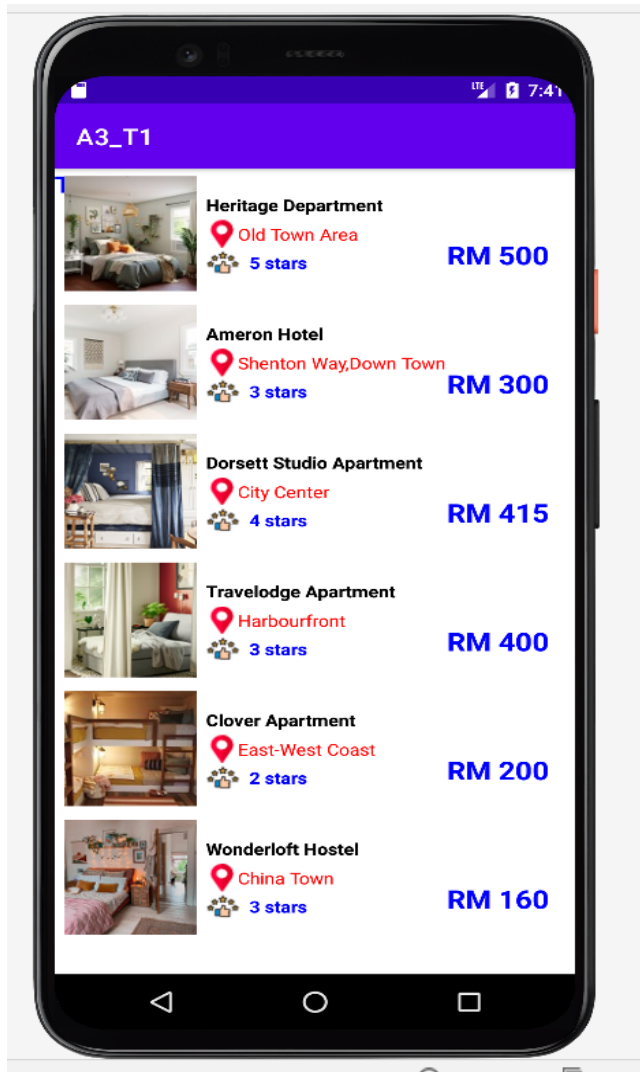 LTE 7:41
A3_T1
Heritage Department
Old Town Area
5 stars
RM 500
Ameron Hotel
Shenton Way,Down Town
3 stars
RM 300
Dorsett Studio Apartment
City Center
4 stars
RM 415
Travelodge Apartment
Harbourfront
3 stars
RM 400
Clover Apartment
East-West Coast
2 stars
RM 200
Wonderloft Hostel
China Town
3 stars
RM 160